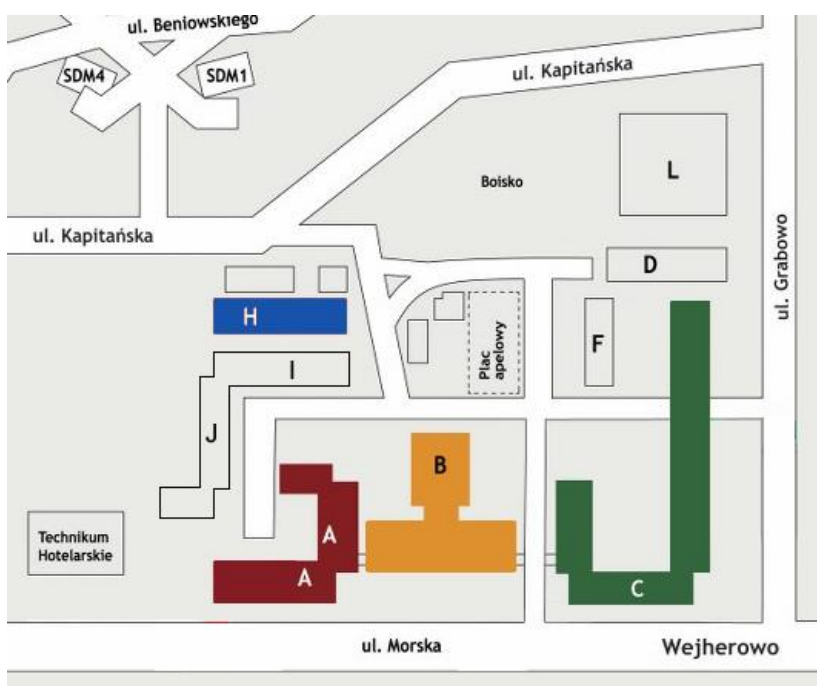 ul. Beniowskiego
SDM4
SDM1
ul. Kapitańska
Boisko
L
ul. Kapitańska
D
ul. Grabowo
H
F
Plac
apelowy
I
J
B
A
Technikum
Hotelarskie
A
C
ul. Morska
Wejherowo